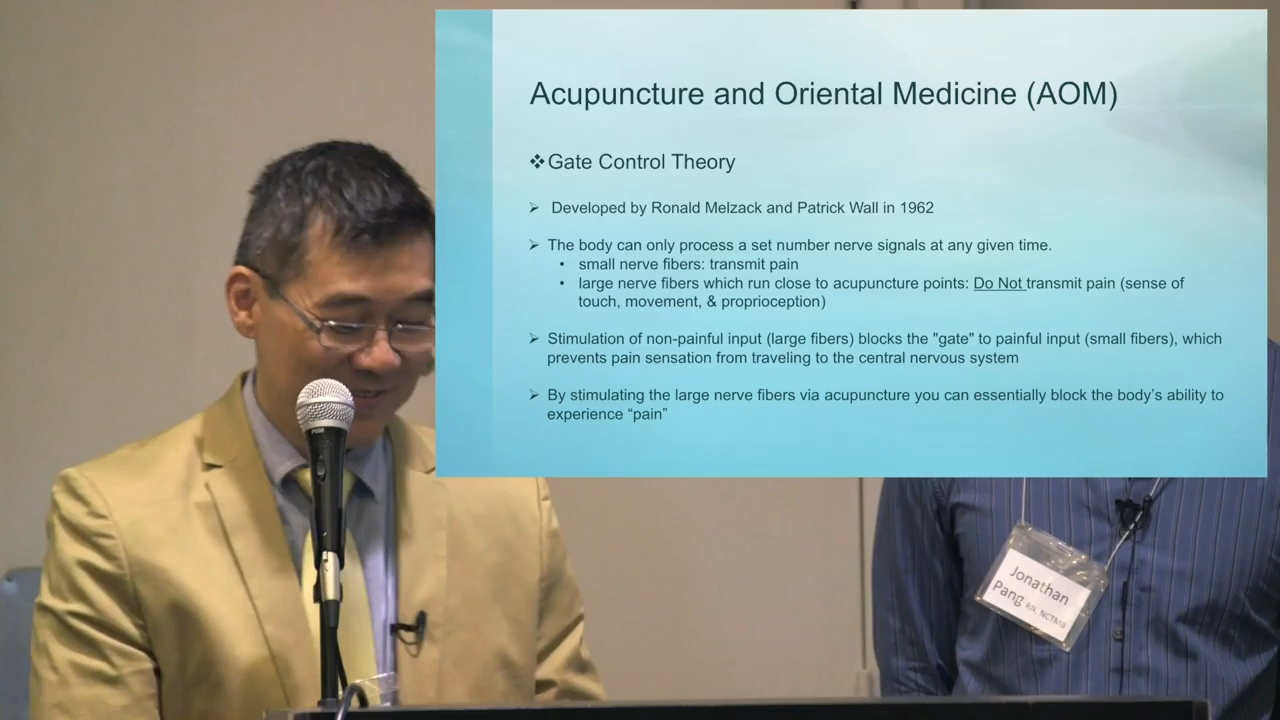 Acupuncture and Oriental Medicine (AOM)
❖Gate Control Theory
➢ Developed by Ronald Melzack and Patrick Wall in 1962
➢ The body can only process a set number nerve signals at any given time.
• small nerve fibers: transmit pain
• large nerve fibers which run close to acupuncture points: Do Not transmit pain (sense of
touch, movement, & proprioception)
➢ Stimulation of non-painful input (large fibers) blocks the "gate" to painful input (small fibers), which
prevents pain sensation from traveling to the central nervous system
➢ By stimulating the large nerve fibers via acupuncture you can essentially block the body’s ability to
experience “pain”
Jonathan
Pang RN, NCTMB